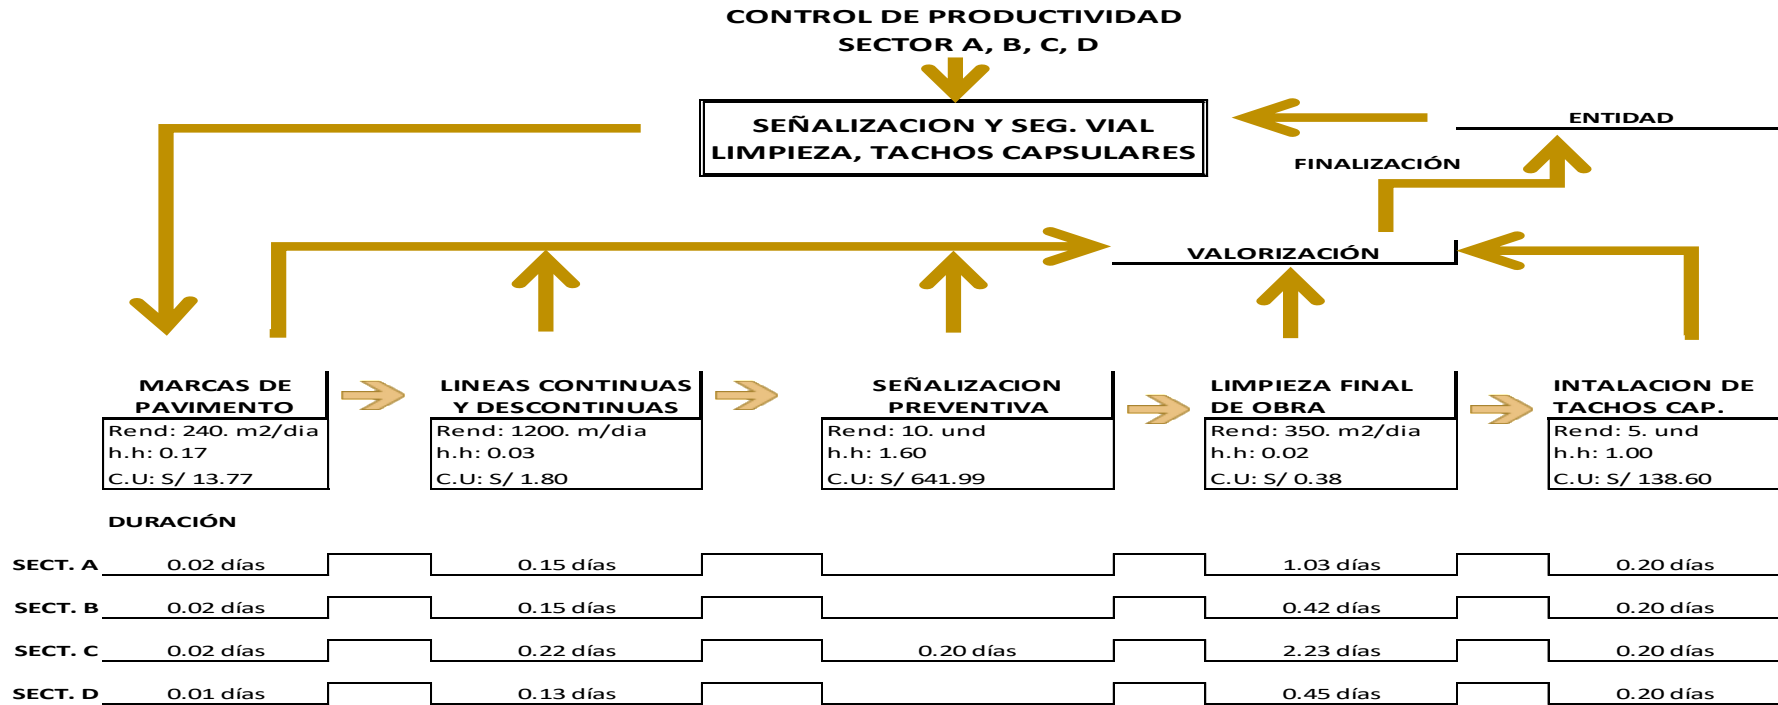 CONTROL DE PRODUCTIVIDAD
SECTOR A, B, C, D
SEÑALIZACION Y SEG. VIAL
LIMPIEZA, TACHOS CAPSULARES
ENTIDAD
FINALIZACIÓN
VALORIZACIÓN
MARCAS DE
PAVIMENTO
Rend: 240. m2/dia
h.h: 0.17
C.U: S/ 13.77
LINEAS CONTINUAS
Y DESCONTINUAS
Rend: 1200. m/dia
h.h: 0.03
C.U: S/ 1.80
SEÑALIZACION
PREVENTIVA
Rend: 10. und
h.h: 1.60
C.U: S/ 641.99
LIMPIEZA FINAL
DE OBRA
Rend: 350. m2/dia
h.h: 0.02
C.U: S/ 0.38
INTALACION DE
TACHOS CAP.
Rend: 5. und
h.h: 1.00
C.U: S/ 138.60
DURACIÓN
SECT. A 0.02 días 0.15 días 1.03 días 0.20 días
SECT. B 0.02 días 0.15 días 0.42 días 0.20 días
SECT. C 0.02 días 0.22 días 0.20 días 2.23 días 0.20 días
SECT. D 0.01 días 0.13 días 0.45 días 0.20 días